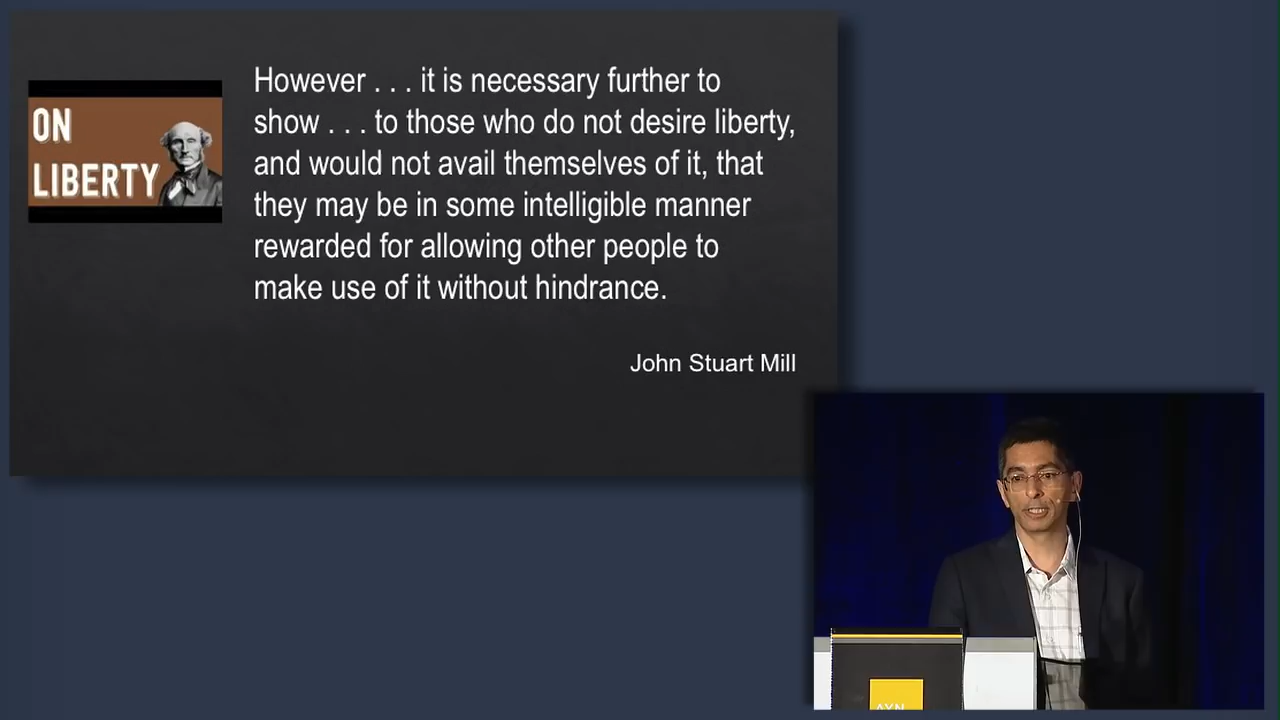 ON
LIBERTY
However . . . it is necessary further to
show . . . to those who do not desire liberty,
and would not avail themselves of it, that
they may be in some intelligible manner
rewarded for allowing other people to
make use of it without hindrance.
John Stuart Mill
AYN